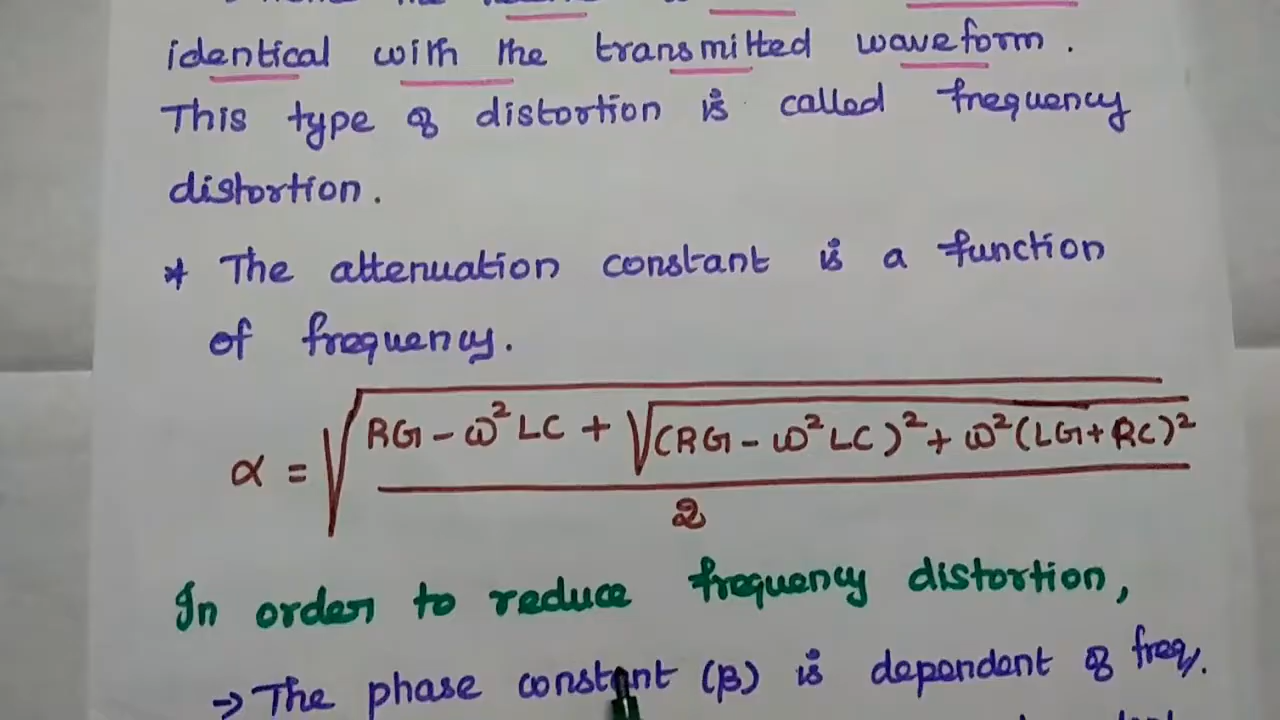 identical with the transmitted waveform.
This type of distortion is called frequency
distortion.
* The attenuation constant is a function
of frequency.
α = √((RG - ω²LC + √((RG - ω²LC)² + ω²(LG + RC)²)) / 2)
In order to reduce frequency distortion,
→ The phase constant (β) is dependent of freq.